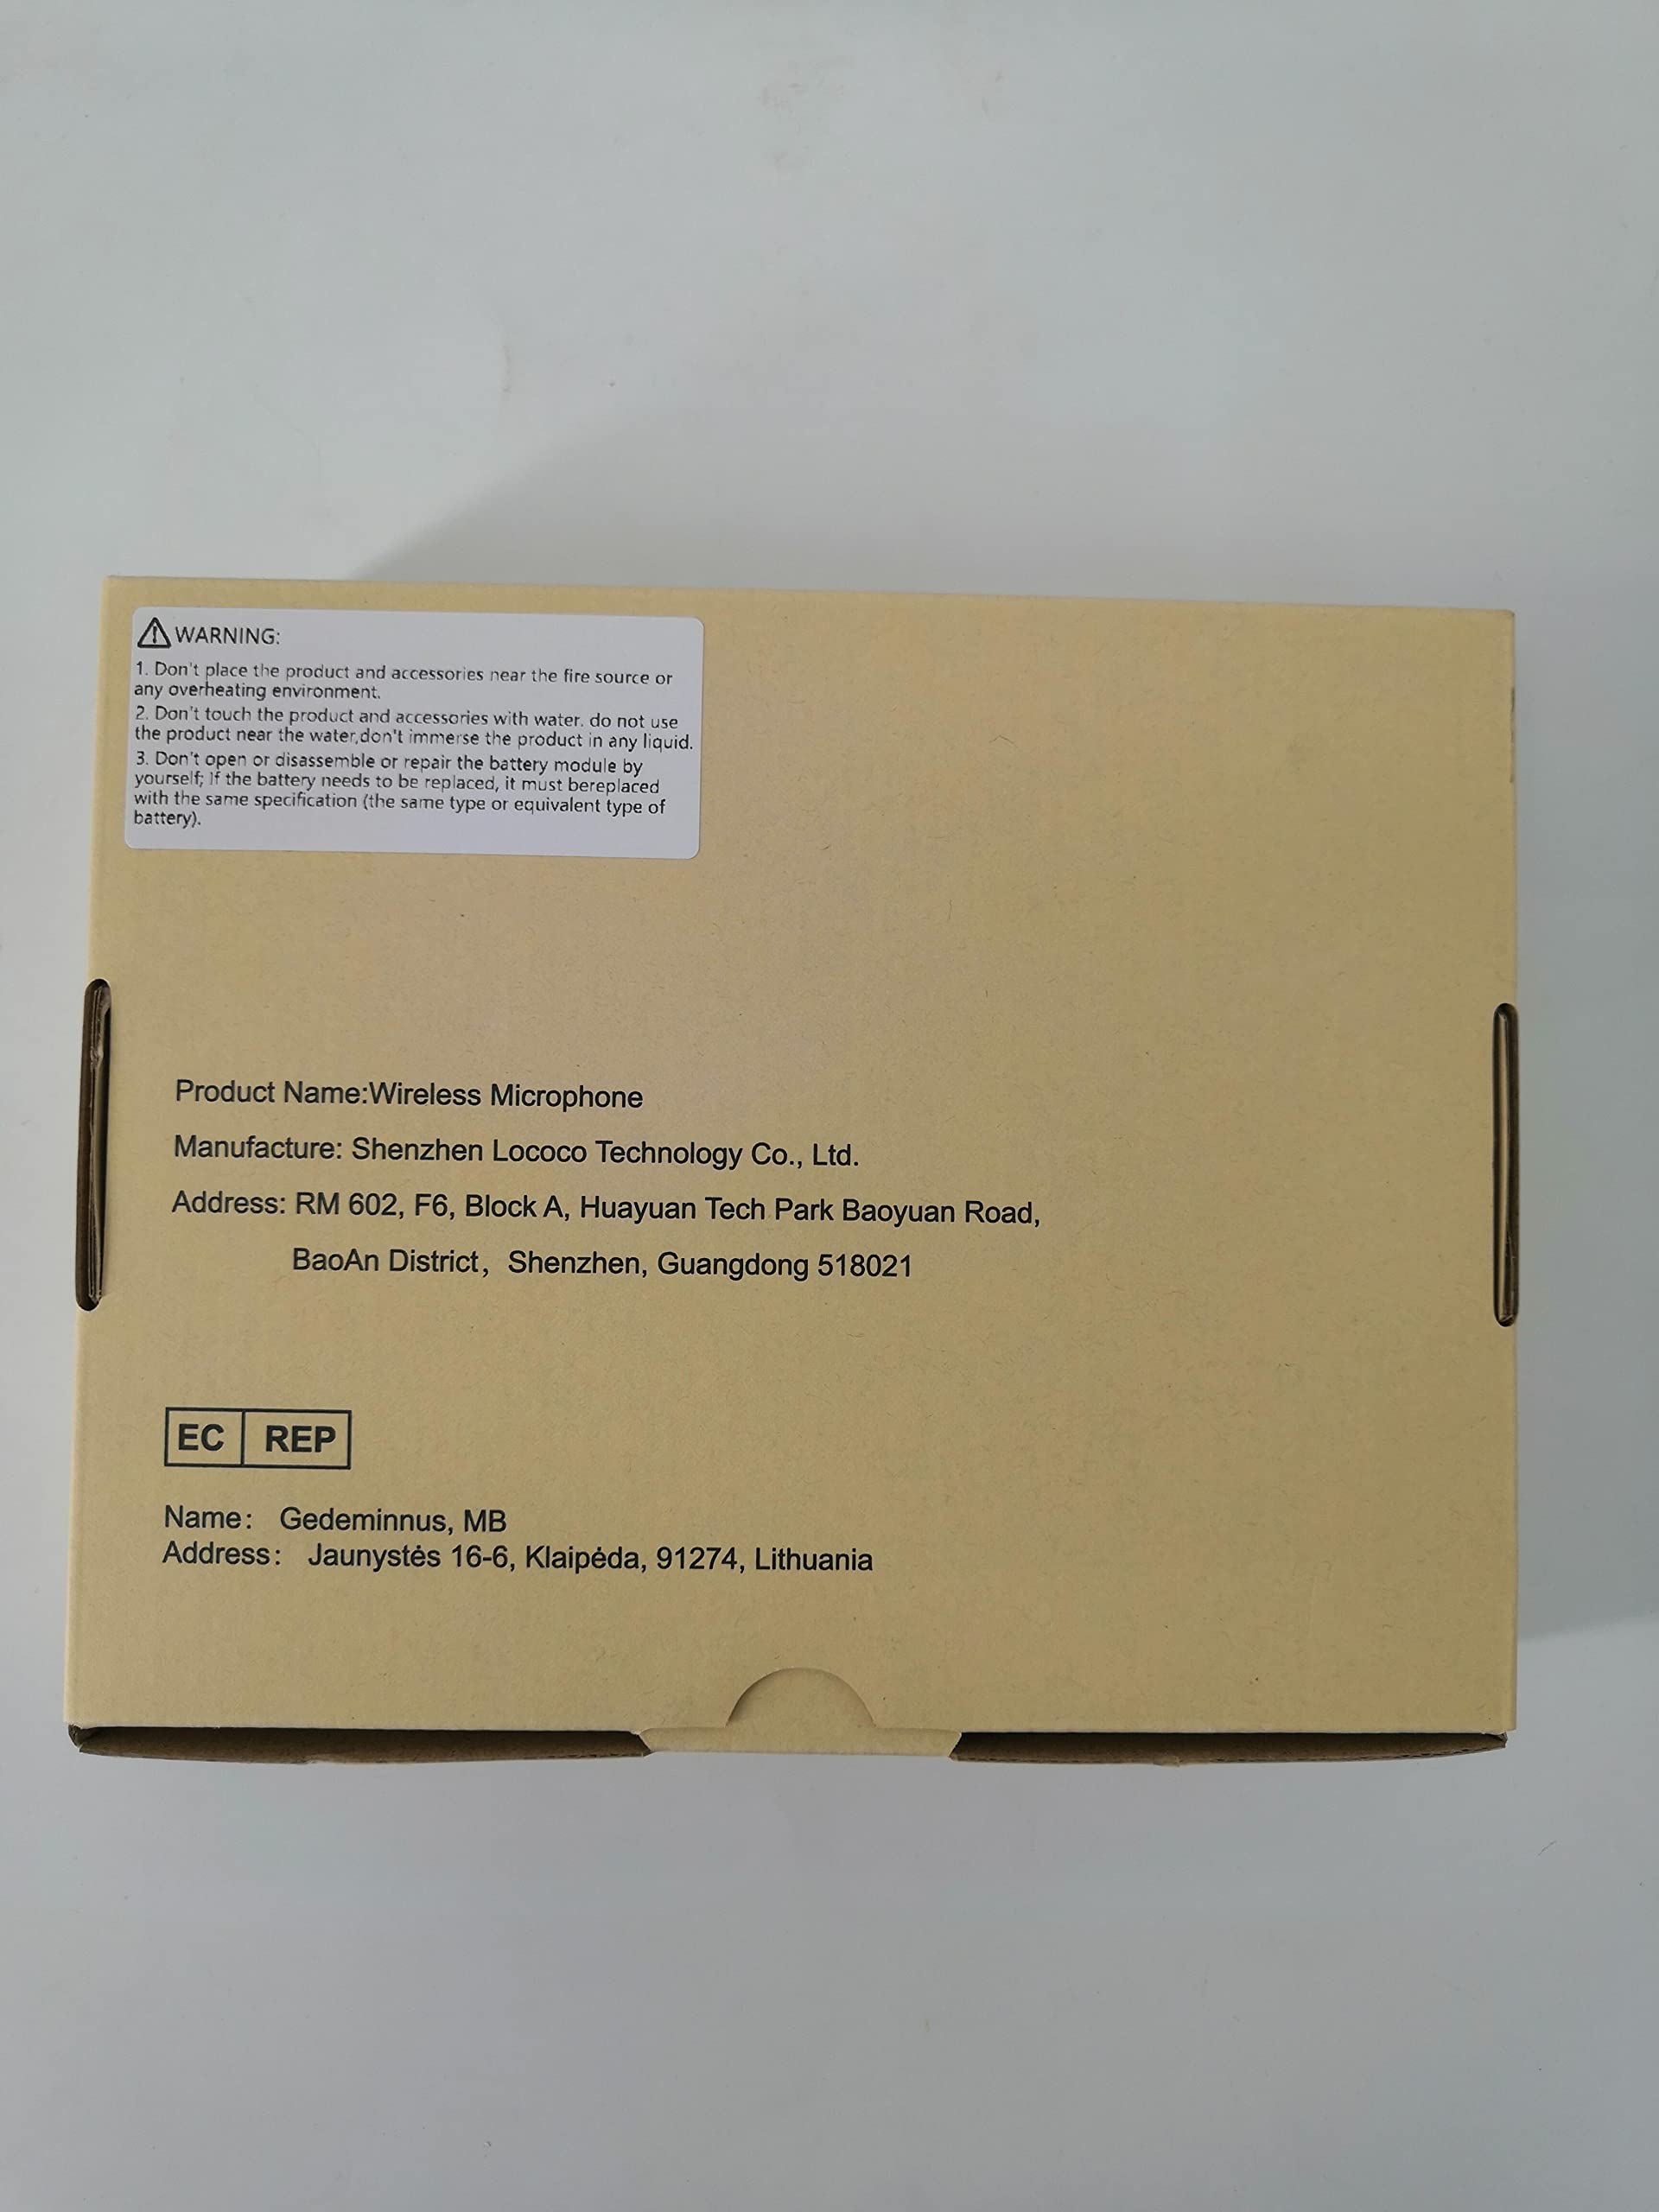 WARNING:
1. Don't place the product and accessories near the fire source or
any overheating environment.
2. Don't touch the product and accessories with water. do not use
the product near the water,don't immerse the product in any liquid.
3. Don't open or disassemble or repair the battery module by
yourself; If the battery needs to be replaced, it must bereplaced
with the same specification (the same type or equivalent type of
battery).
Product Name:Wireless Microphone
Manufacture: Shenzhen Lococo Technology Co., Ltd.
Address: RM 602, F6, Block A, Huayuan Tech Park Baoyuan Road,
BaoAn District, Shenzhen, Guangdong 518021
EC REP
Name: Gedeminnus, MB
Address: Jaunystės 16-6, Klaipėda, 91274, Lithuania